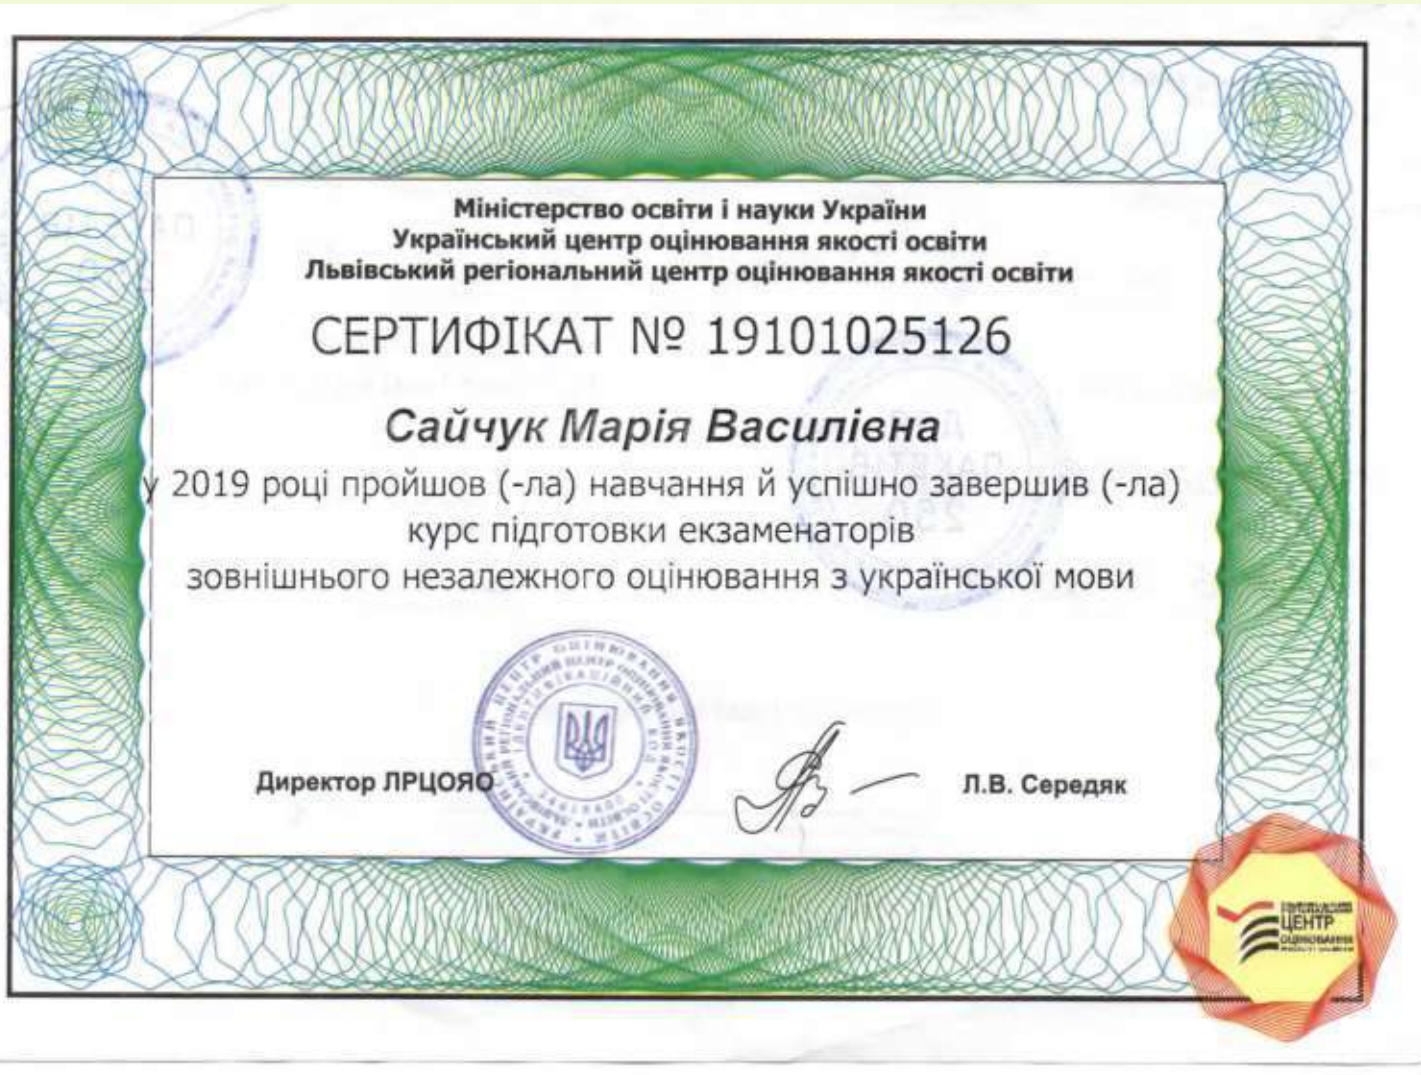 Міністерство освіти і науки України
Український центр оцінювання якості освіти
Львівський регіональний центр оцінювання якості освіти
СЕРТИФІКАТ № 19101025126
Сайчук Марія Василівна
у 2019 році пройшов (-ла) навчання й успішно завершив (-ла)
курс підготовки екзаменаторів
зовнішнього незалежного оцінювання з української мови
Директор ЛРЦОЯО
Л.В. Середяк
ЦЕНТР
ОЦІНЮВАННЯ